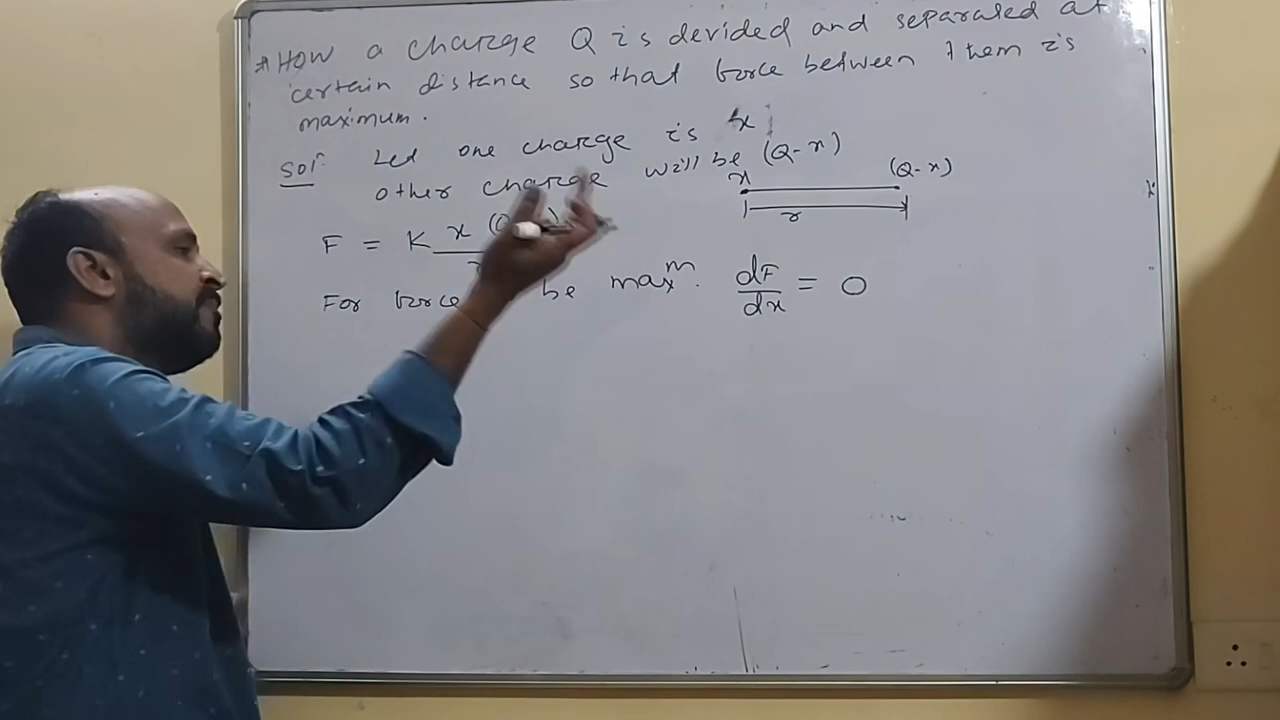 * How a charge Q is devided and separated at
certain distance so that force between them is
maximum.
Solⁿ. Let one charge is x
other charge will be (Q-x)
x (Q-x)
r
F = K x (Q
For force be maxᵐ. dF/dx = 0